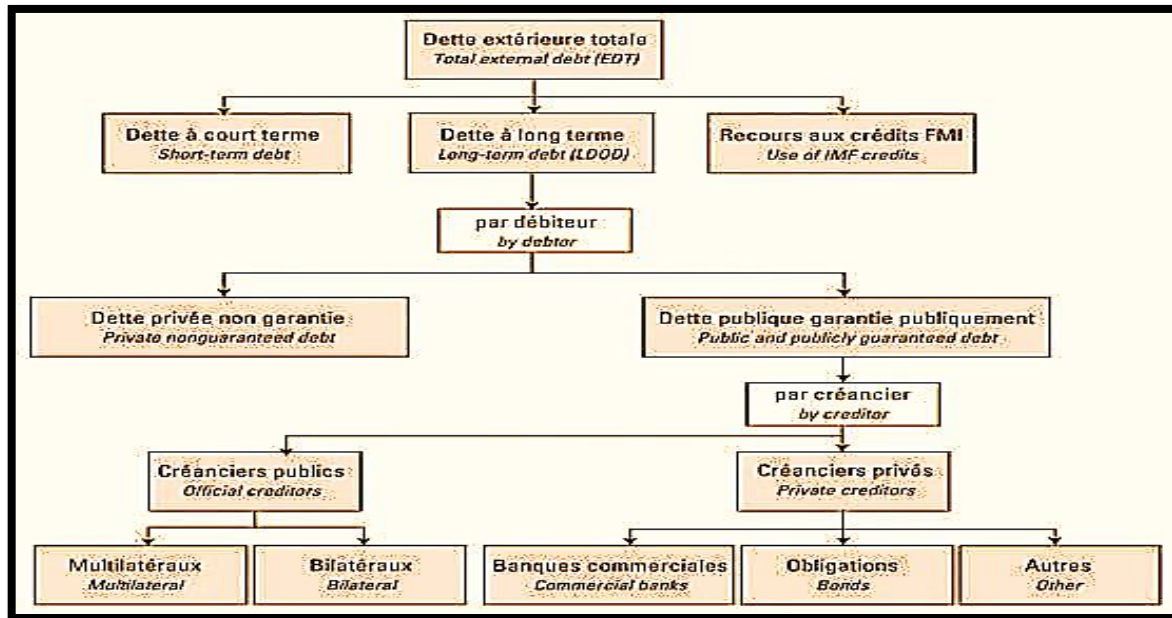 Dette extérieure totale
Total external debt (EDT)
Dette à court terme
Short-term debt
Dette à long terme
Long-term debt (LDOD)
Recours aux crédits FMI
Use of IMF credits
par débiteur
by debtor
Dette privée non garantie
Private nonguaranteed debt
Dette publique garantie publiquement
Public and publicly guaranteed debt
par créancier
by creditor
Créanciers publics
Official creditors
Créanciers privés
Private creditors
Multilatéraux
Multilateral
Bilatéraux
Bilateral
Banques commerciales
Commercial banks
Obligations
Bonds
Autres
Other